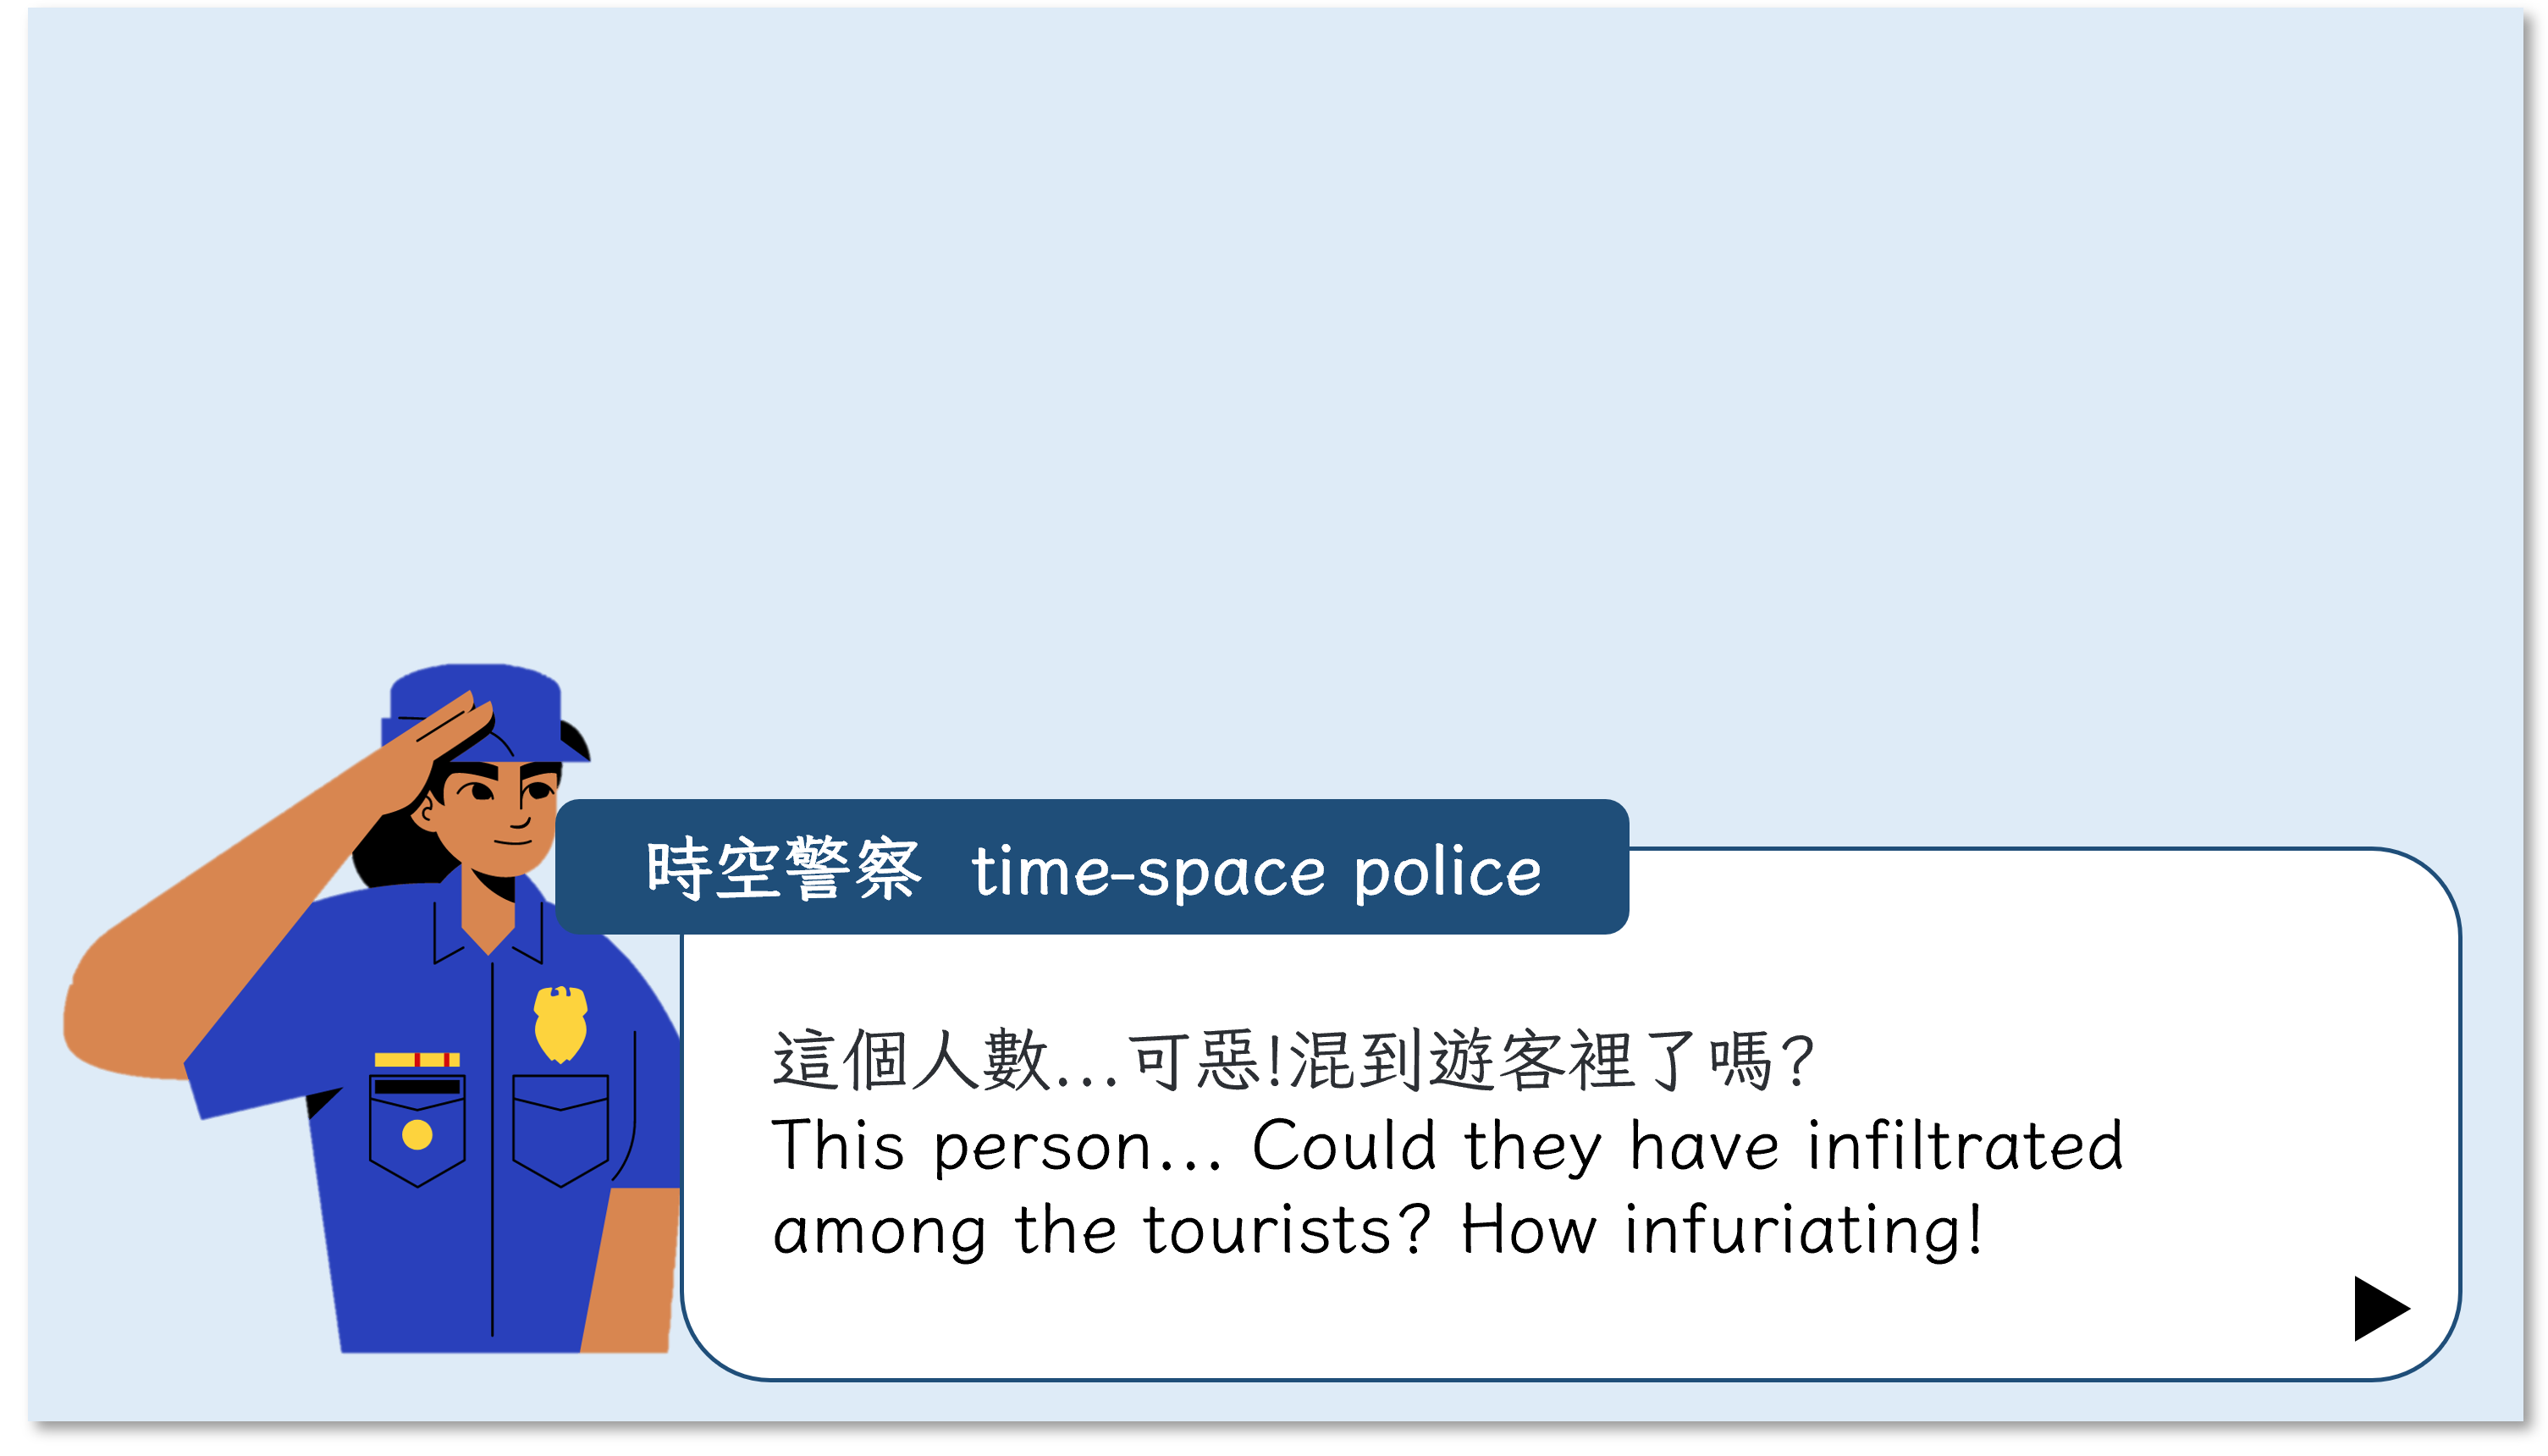 時空警察 time-space police
這個人數...可惡!混到遊客裡了嗎?
This person... Could they have infiltrated
among the tourists? How infuriating!